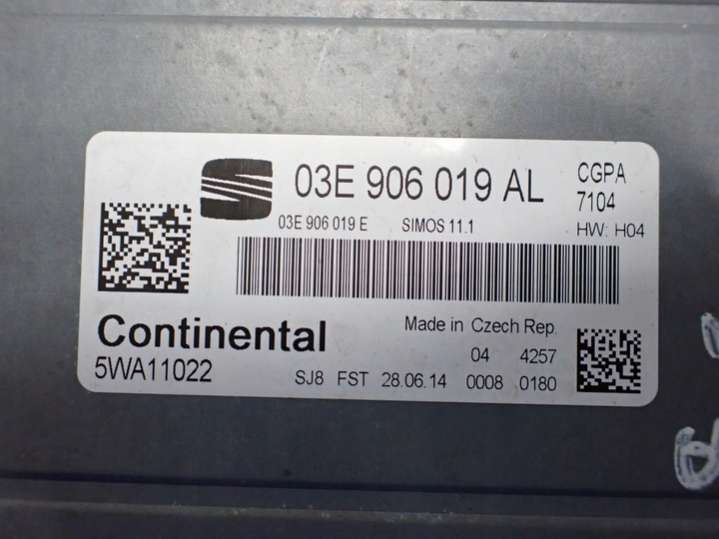 03E 906 019 AL
CGPA
7104
03E 906 019 E SIMOS 11.1
HW: H04
Continental
Made in Czech Rep.
04 4257
5WA11022
SJ8 FST 28.06.14 0008 0180